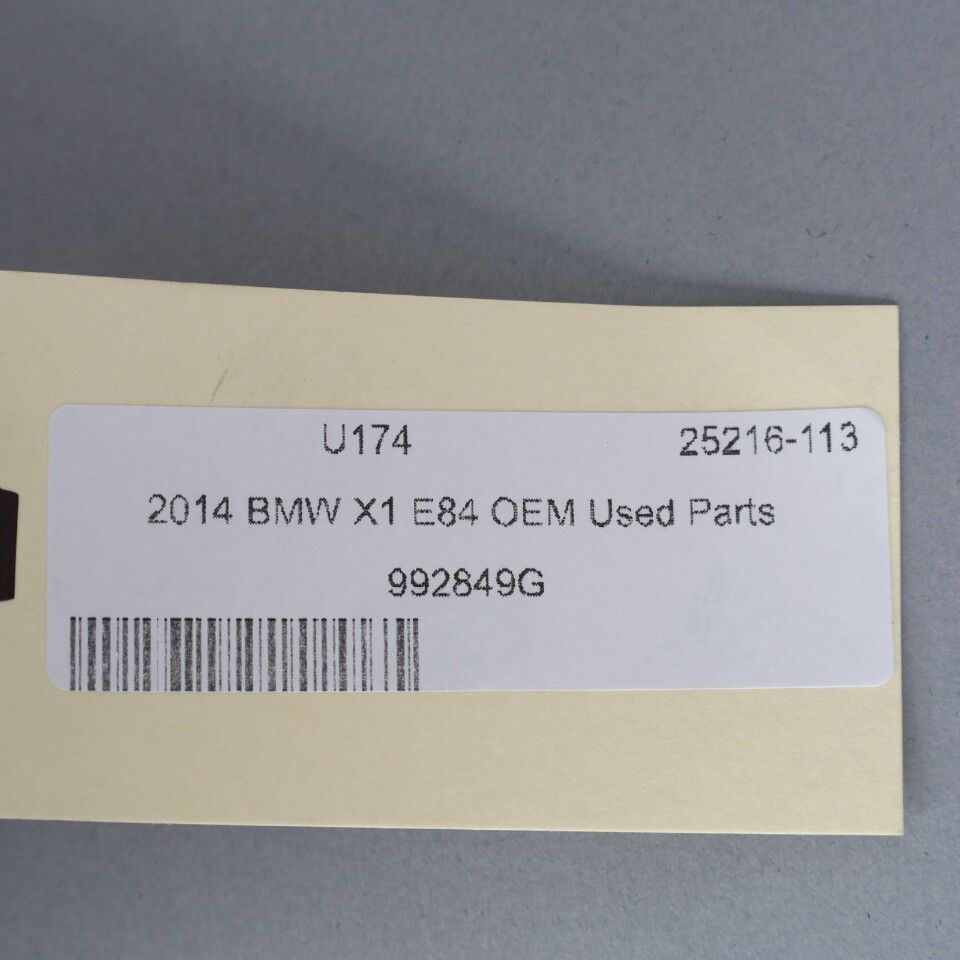 U174 25216-113
2014 BMW X1 E84 OEM Used Parts
992849G